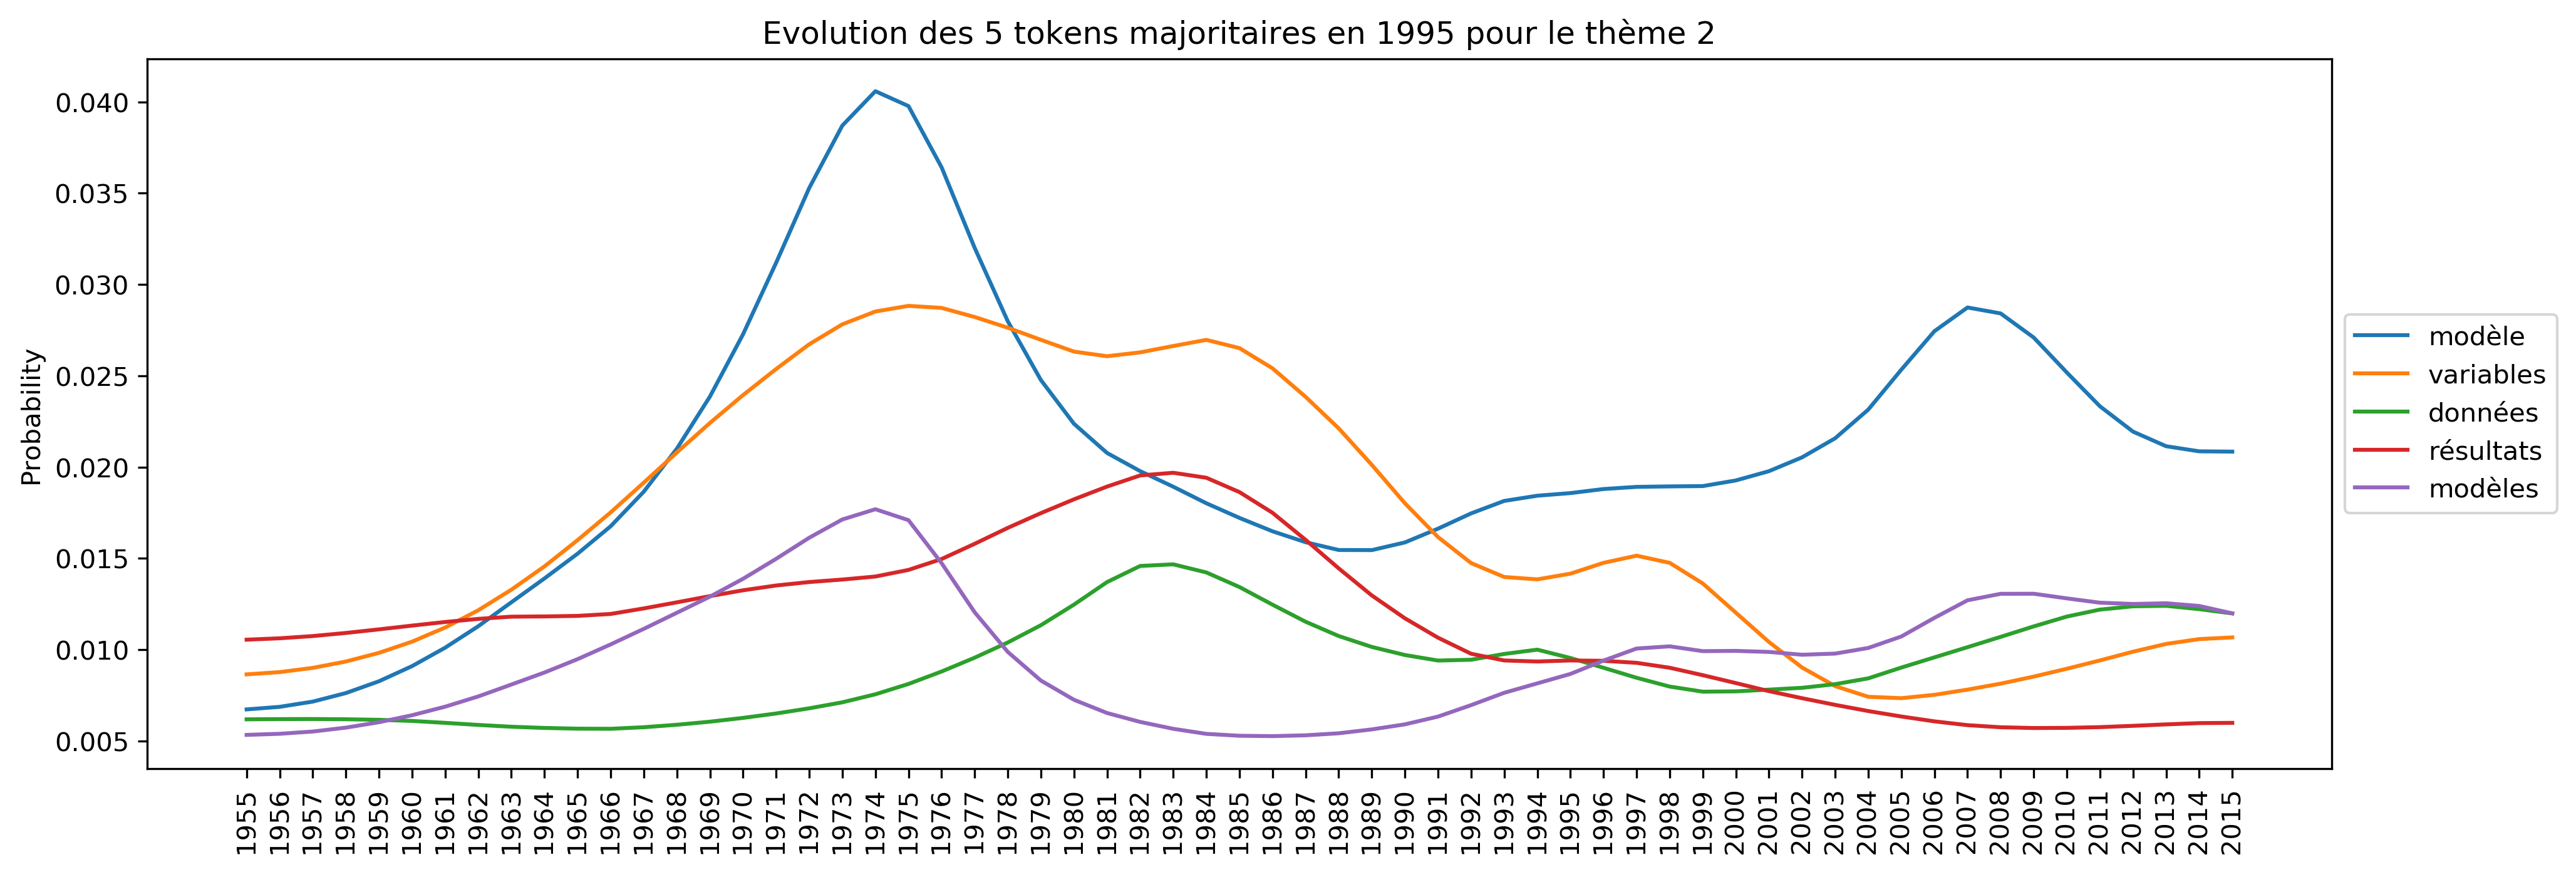 Evolution des 5 tokens majoritaires en 1995 pour le thème 2
Probability
0.040
0.035
0.030
0.025
0.020
0.015
0.010
0.005
1955 1956 1957 1958 1959 1960 1961 1962 1963 1964 1965 1966 1967 1968 1969 1970 1971 1972 1973 1974 1975 1976 1977 1978 1979 1980 1981 1982 1983 1984 1985 1986 1987 1988 1989 1990 1991 1992 1993 1994 1995 1996 1997 1998 1999 2000 2001 2002 2003 2004 2005 2006 2007 2008 2009 2010 2011 2012 2013 2014 2015
modèle
variables
données
résultats
modèles